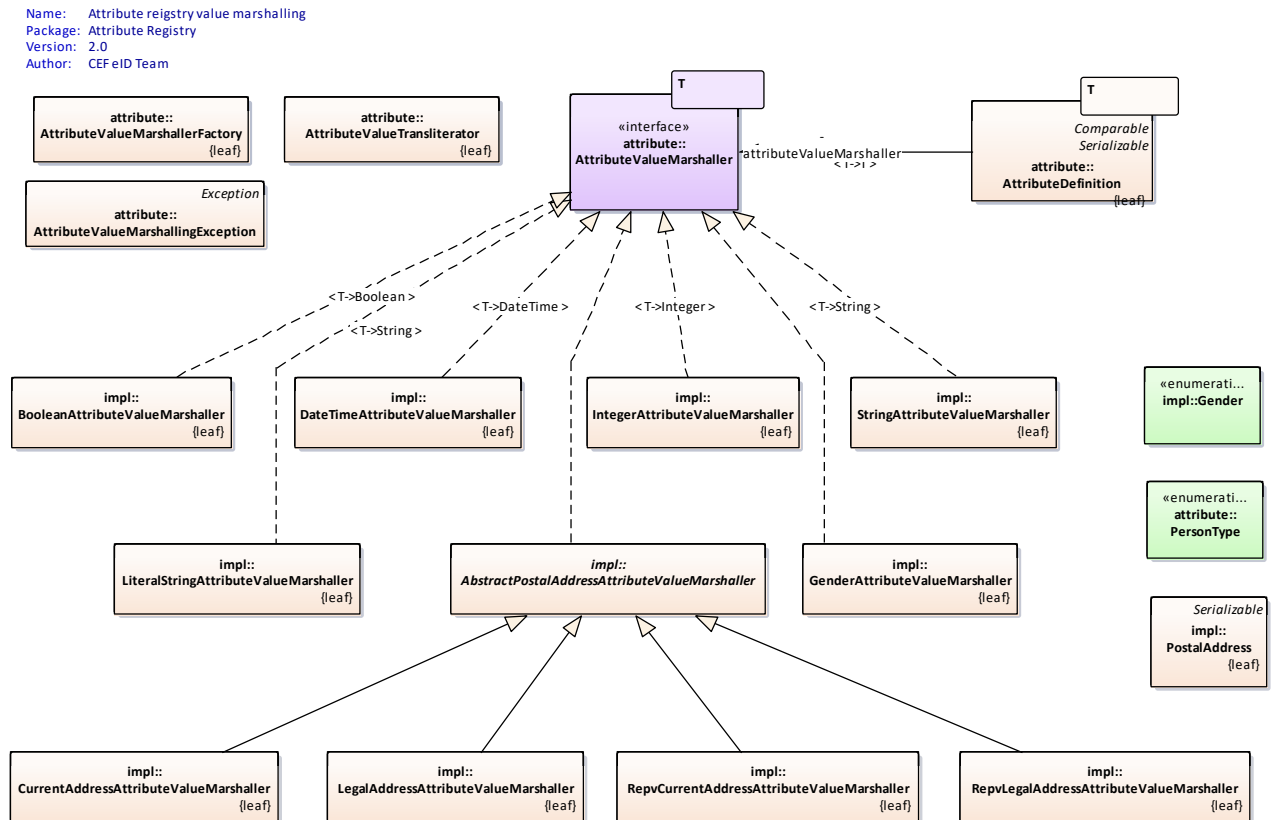 Name: Attribute reigstry value marshalling
Package: Attribute Registry
Version: 2.0
Author: CEF eID Team
attribute::
AttributeValueMarshallerFactory
{leaf}
attribute::
AttributeValueTransliterator
{leaf}
T
«interface»
attribute::
AttributeValueMarshaller
-attributeValueMarshaller
T
Comparable
Serializable
attribute::
AttributeDefinition
{leaf}
Exception
attribute::
AttributeValueMarshallingException
<T->Boolean>
<T->String>
<T->DateTime>
<T->Integer>
<T->String>
impl::
BooleanAttributeValueMarshaller
{leaf}
impl::
DateTimeAttributeValueMarshaller
{leaf}
impl::
IntegerAttributeValueMarshaller
{leaf}
impl::
StringAttributeValueMarshaller
{leaf}
«enumerati...
impl::Gender
«enumerati...
attribute::
PersonType
impl::
LiteralStringAttributeValueMarshaller
{leaf}
impl::
AbstractPostalAddressAttributeValueMarshaller
impl::
GenderAttributeValueMarshaller
{leaf}
Serializable
impl::
PostalAddress
{leaf}
impl::
CurrentAddressAttributeValueMarshaller
{leaf}
impl::
LegalAddressAttributeValueMarshaller
{leaf}
impl::
RepvCurrentAddressAttributeValueMarshaller
{leaf}
impl::
RepvLegalAddressAttributeValueMarshaller
{leaf}